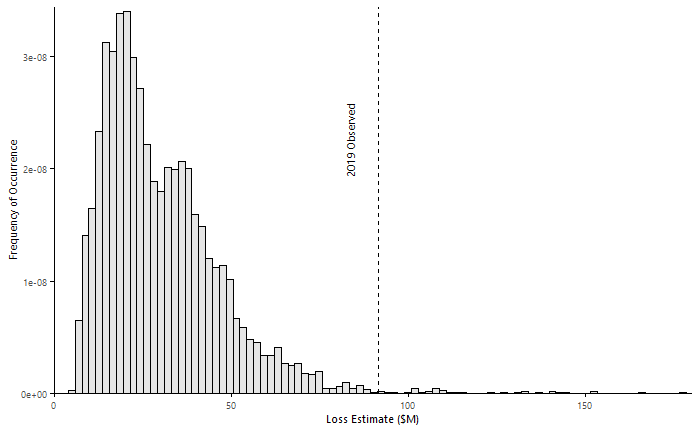 3e-08
2e-08
1e-08
0e+00
Frequency of Occurrence
2019 Observed
0
50
100
150
Loss Estimate ($M)